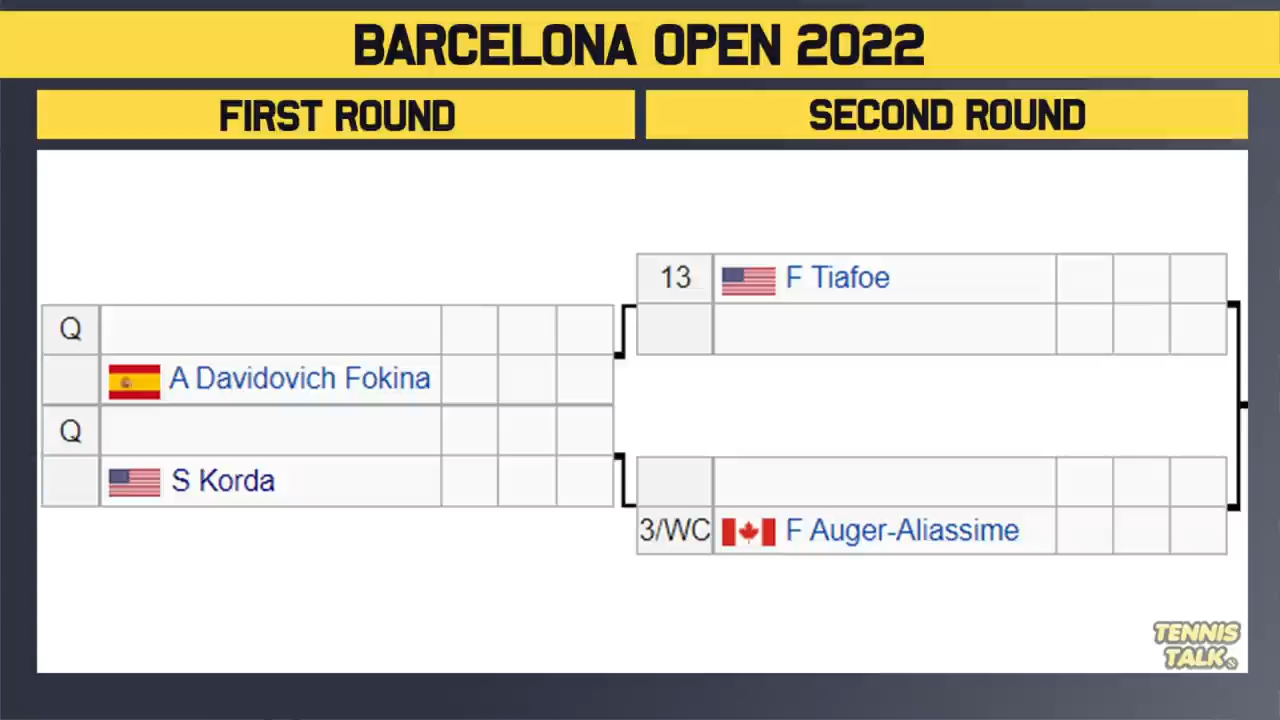 BARCELONA OPEN 2022
FIRST ROUND
SECOND ROUND
13 F Tiafoe
Q
A Davidovich Fokina
Q
S Korda
3/WC F Auger-Aliassime
TENNIS
TALK